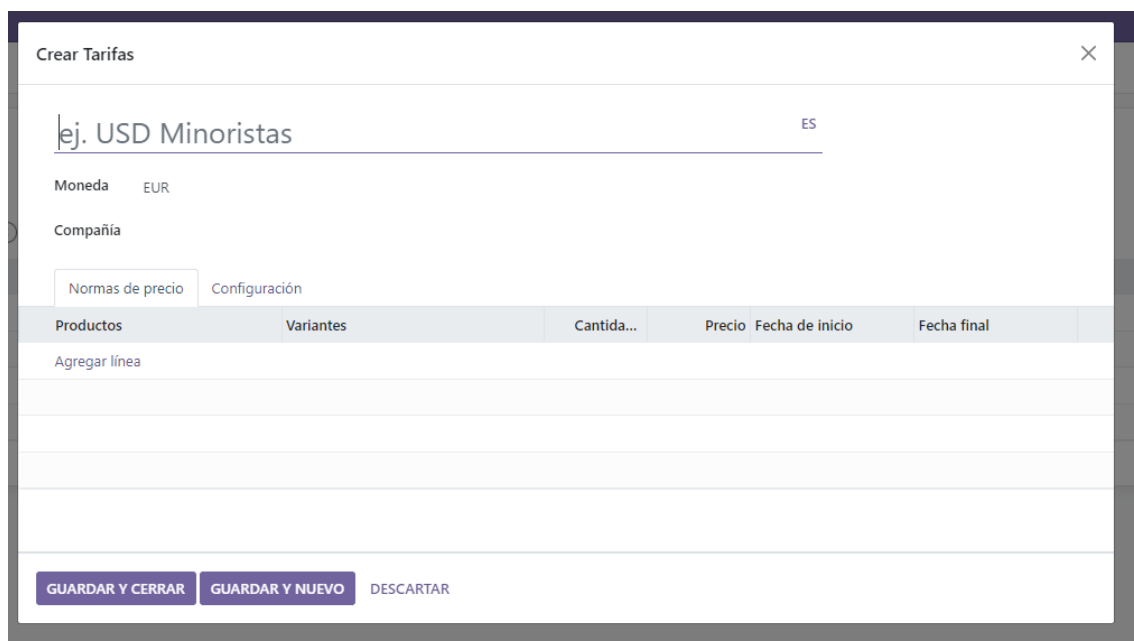 Crear Tarifas
ej. USD Minoristas ES
Moneda EUR
Compañía
Normas de precio Configuración
Productos Variantes Cantida... Precio Fecha de inicio Fecha final
Agregar línea
GUARDAR Y CERRAR GUARDAR Y NUEVO DESCARTAR